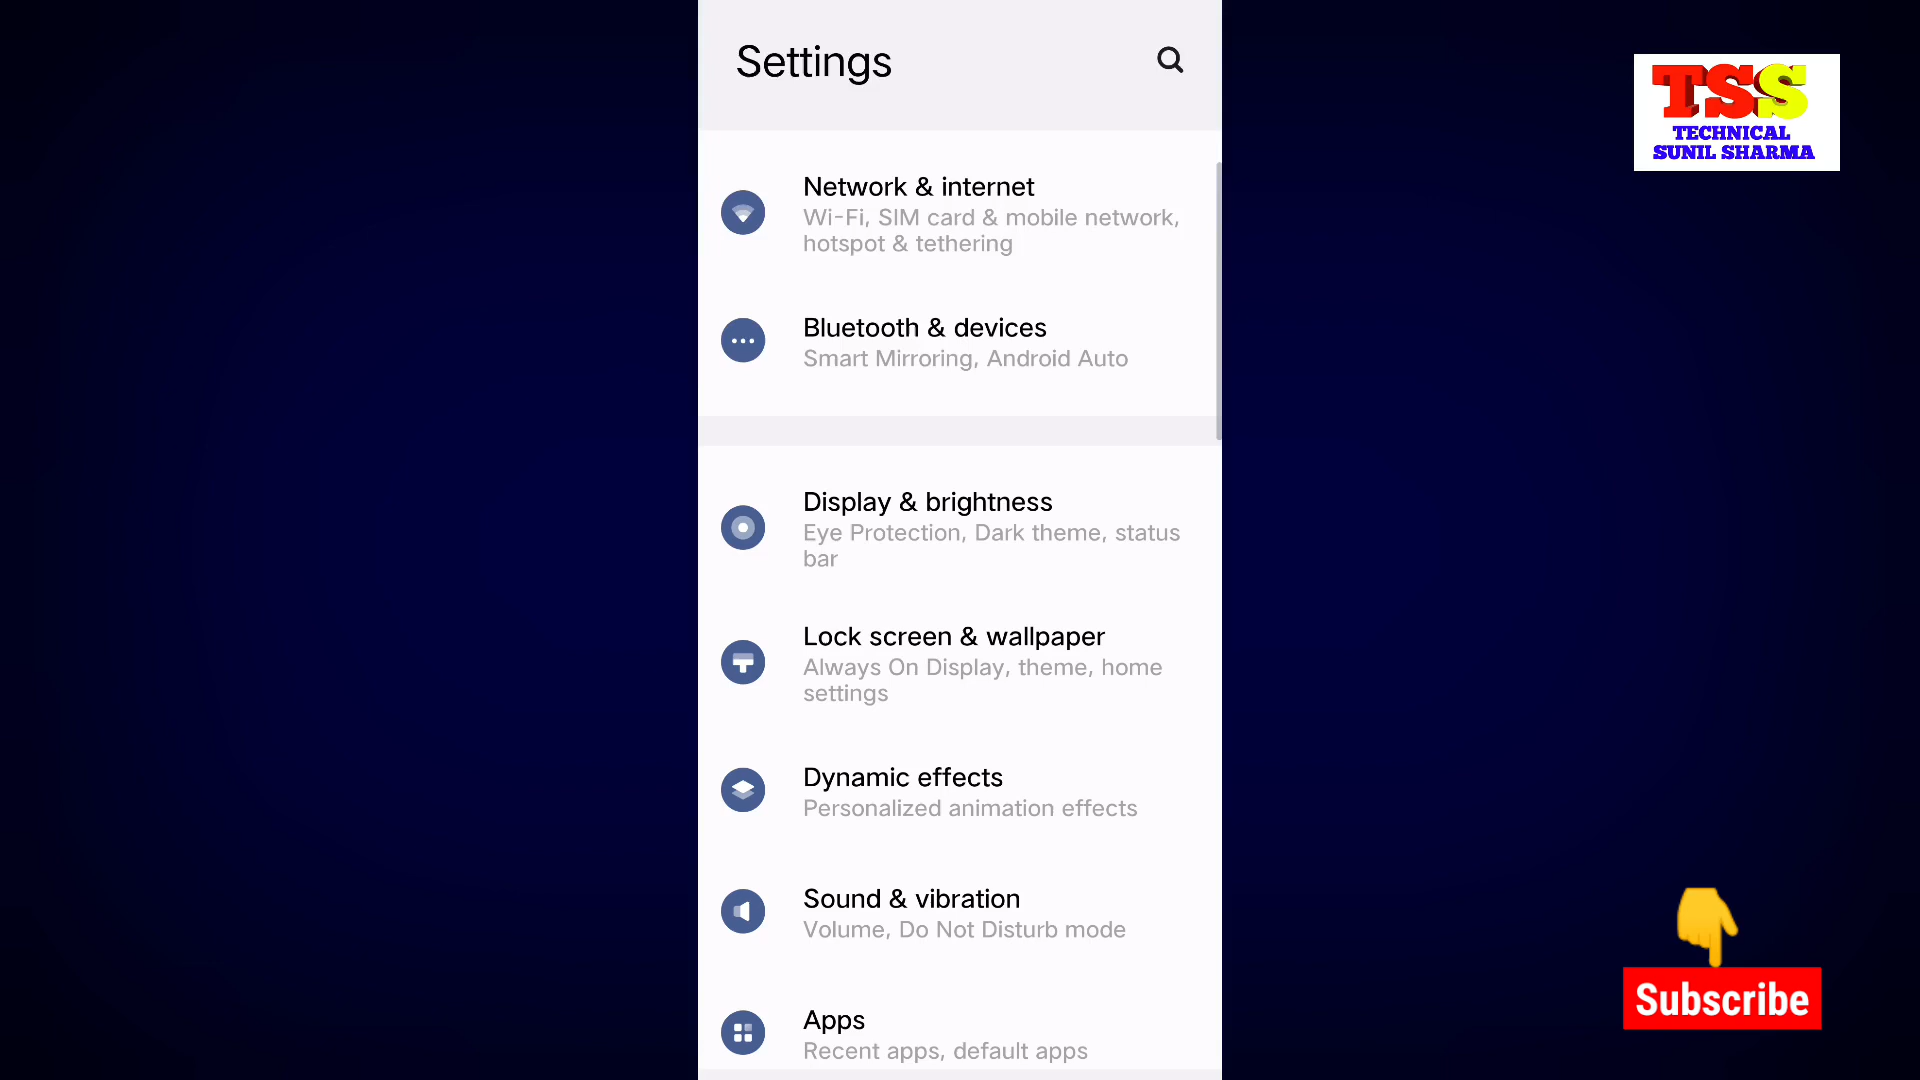 Settings
TSS
TECHNICAL
SUNIL SHARMA
Network & internet
Wi-Fi, SIM card & mobile network,
hotspot & tethering
Bluetooth & devices
Smart Mirroring, Android Auto
Display & brightness
Eye Protection, Dark theme, status
bar
Lock screen & wallpaper
Always On Display, theme, home
settings
Dynamic effects
Personalized animation effects
Sound & vibration
Volume, Do Not Disturb mode
Apps
Recent apps, default apps
Subscribe